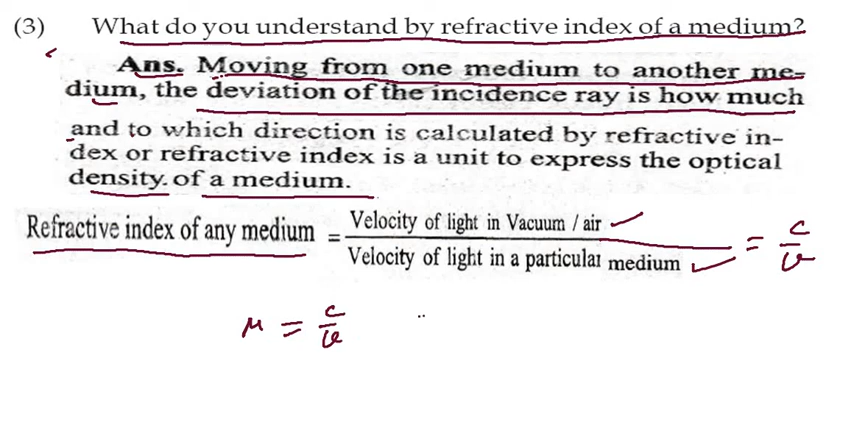 (3) What do you understand by refractive index of a medium?
Ans. Moving from one medium to another me-
dium, the deviation of the incidence ray is how much
and to which direction is calculated by refractive in-
dex or refractive index is a unit to express the optical
density. of a medium.
Refractive index of any medium = Velocity of light in Vacuum / air
Velocity of light in a particular medium
= c/v
μ = c/v